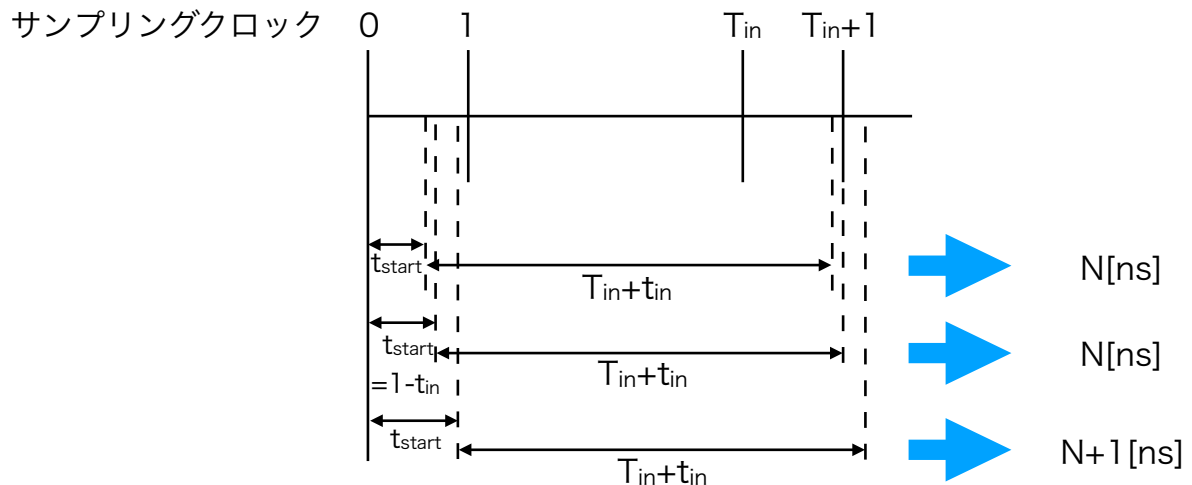 サンプリングクロック 0 1 Tin Tin+1
tstart Tin+tin N[ns]
tstart
=1-tin Tin+tin N[ns]
tstart Tin+tin N+1[ns]